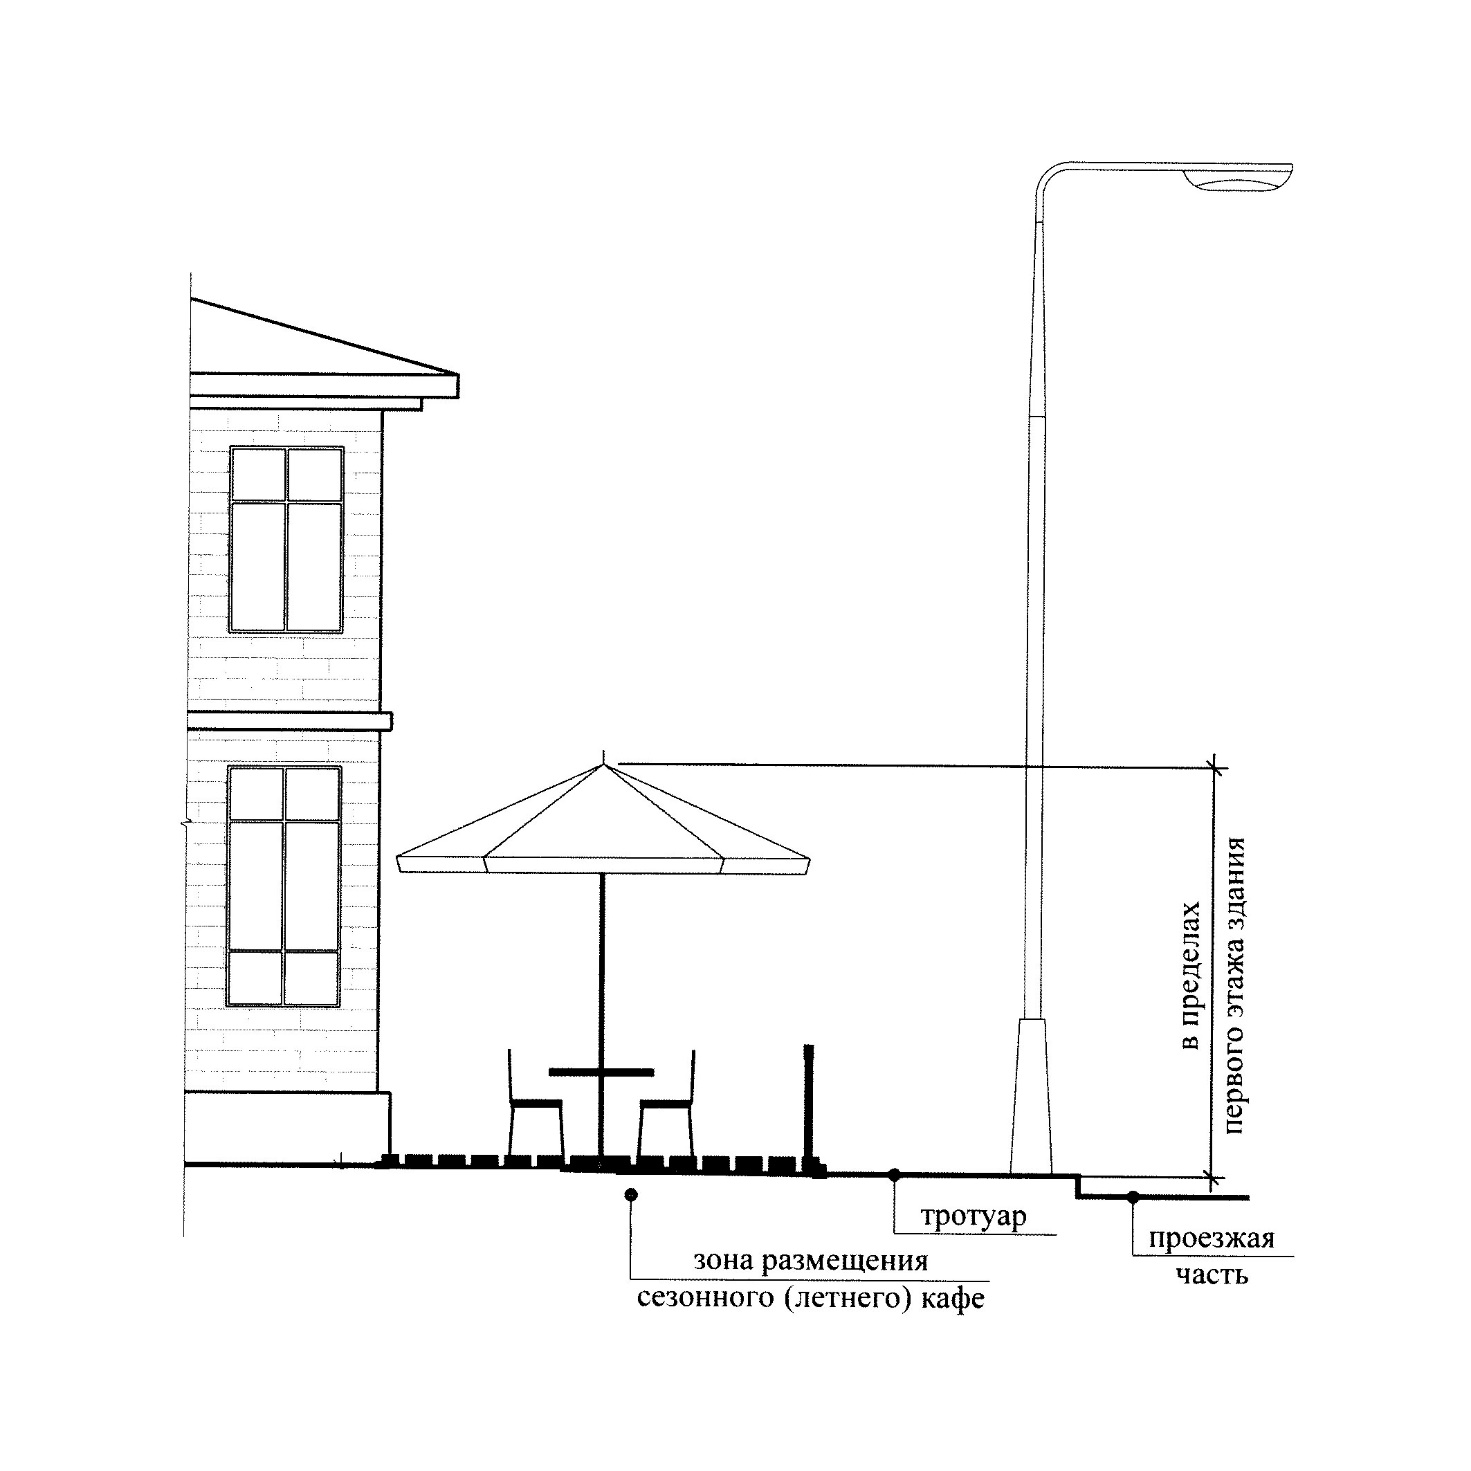 в пределах
первого этажа здания
тротуар
проезжая
часть
зона размещения
сезонного (летнего) кафе